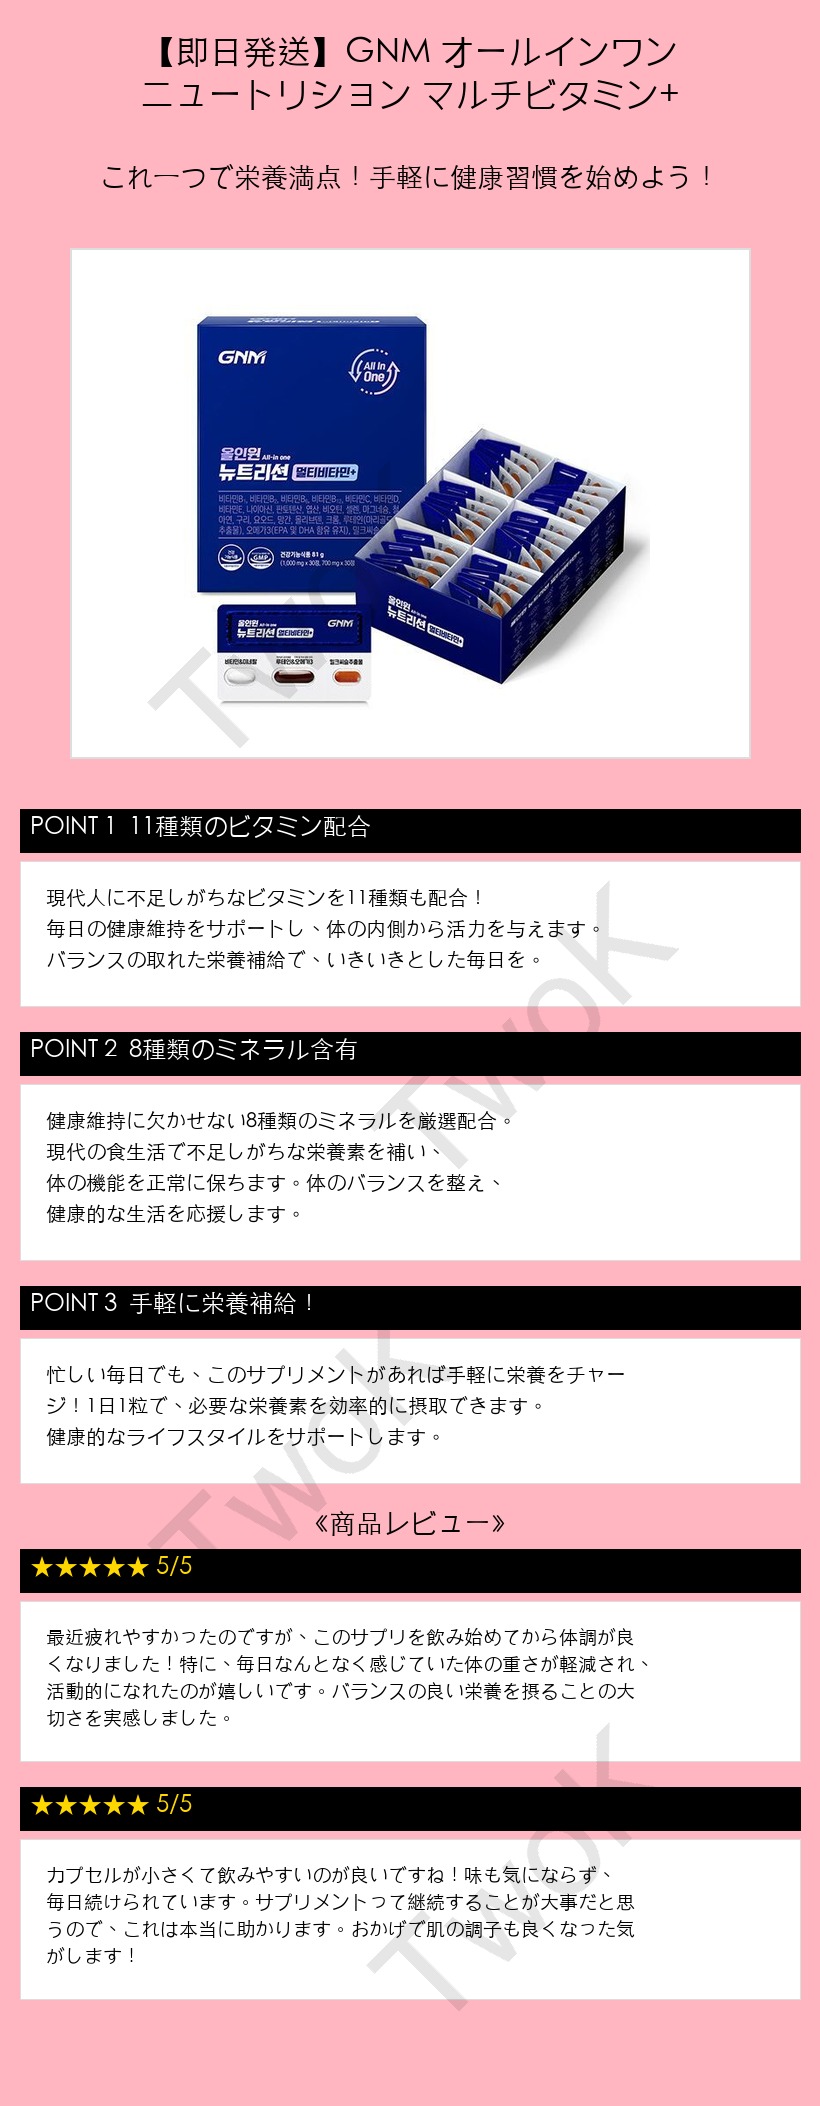 【即日発送】GNM オールインワン
ニュートリション マルチビタミン+
これ一つで栄養満点！手軽に健康習慣を始めよう！
GNM
All In
One
올인원 All-in one
뉴트리션 멀티비타민+
비타민B1, 비타민B2, 비타민B6, 비타민B12, 비타민C, 비타민D,
비타민E, 나이아신, 판토텐산, 엽산, 비오틴, 셀렌, 마그네슘, 철
아연, 구리, 요오드, 망간, 몰리브덴, 크롬, 루테인(마리골드
추출물), 오메가3(EPA 및 DHA 함유 유지), 밀크씨슬
건강기능식품 81 g
(1,000 mg x 30정, 700 mg x 30정
GMP
올인원 All-in one
뉴트리션 멀티비타민+
GNM
비타민&미네랄 루테인&오메가3 밀크씨슬추출물
올인원 All-in one
뉴트리션 멀티비타민+
TwoK
POINT 1 11種類のビタミン配合
現代人に不足しがちなビタミンを11種類も配合！
毎日の健康維持をサポートし、体の内側から活力を与えます。
バランスの取れた栄養補給で、いきいきとした毎日を。
TwoK
POINT 2 8種類のミネラル含有
健康維持に欠かせない8種類のミネラルを厳選配合。
現代の食生活で不足しがちな栄養素を補い、
体の機能を正常に保ちます。体のバランスを整え、
健康的な生活を応援します。
POINT 3 手軽に栄養補給！
忙しい毎日でも、このサプリメントがあれば手軽に栄養をチャー
ジ！1日1粒で、必要な栄養素を効率的に摂取できます。
健康的なライフスタイルをサポートします。
TwoK
《商品レビュー》
★★★★★ 5/5
最近疲れやすかったのですが、このサプリを飲み始めてから体調が良
くなりました！特に、毎日なんとなく感じていた体の重さが軽減され、
活動的になれたのが嬉しいです。バランスの良い栄養を摂ることの大
切さを実感しました。
★★★★★ 5/5
カプセルが小さくて飲みやすいのが良いですね！味も気にならず、
毎日続けられています。サプリメントって継続することが大事だと思
うので、これは本当に助かります。おかげで肌の調子も良くなった気
がします！
TwoK